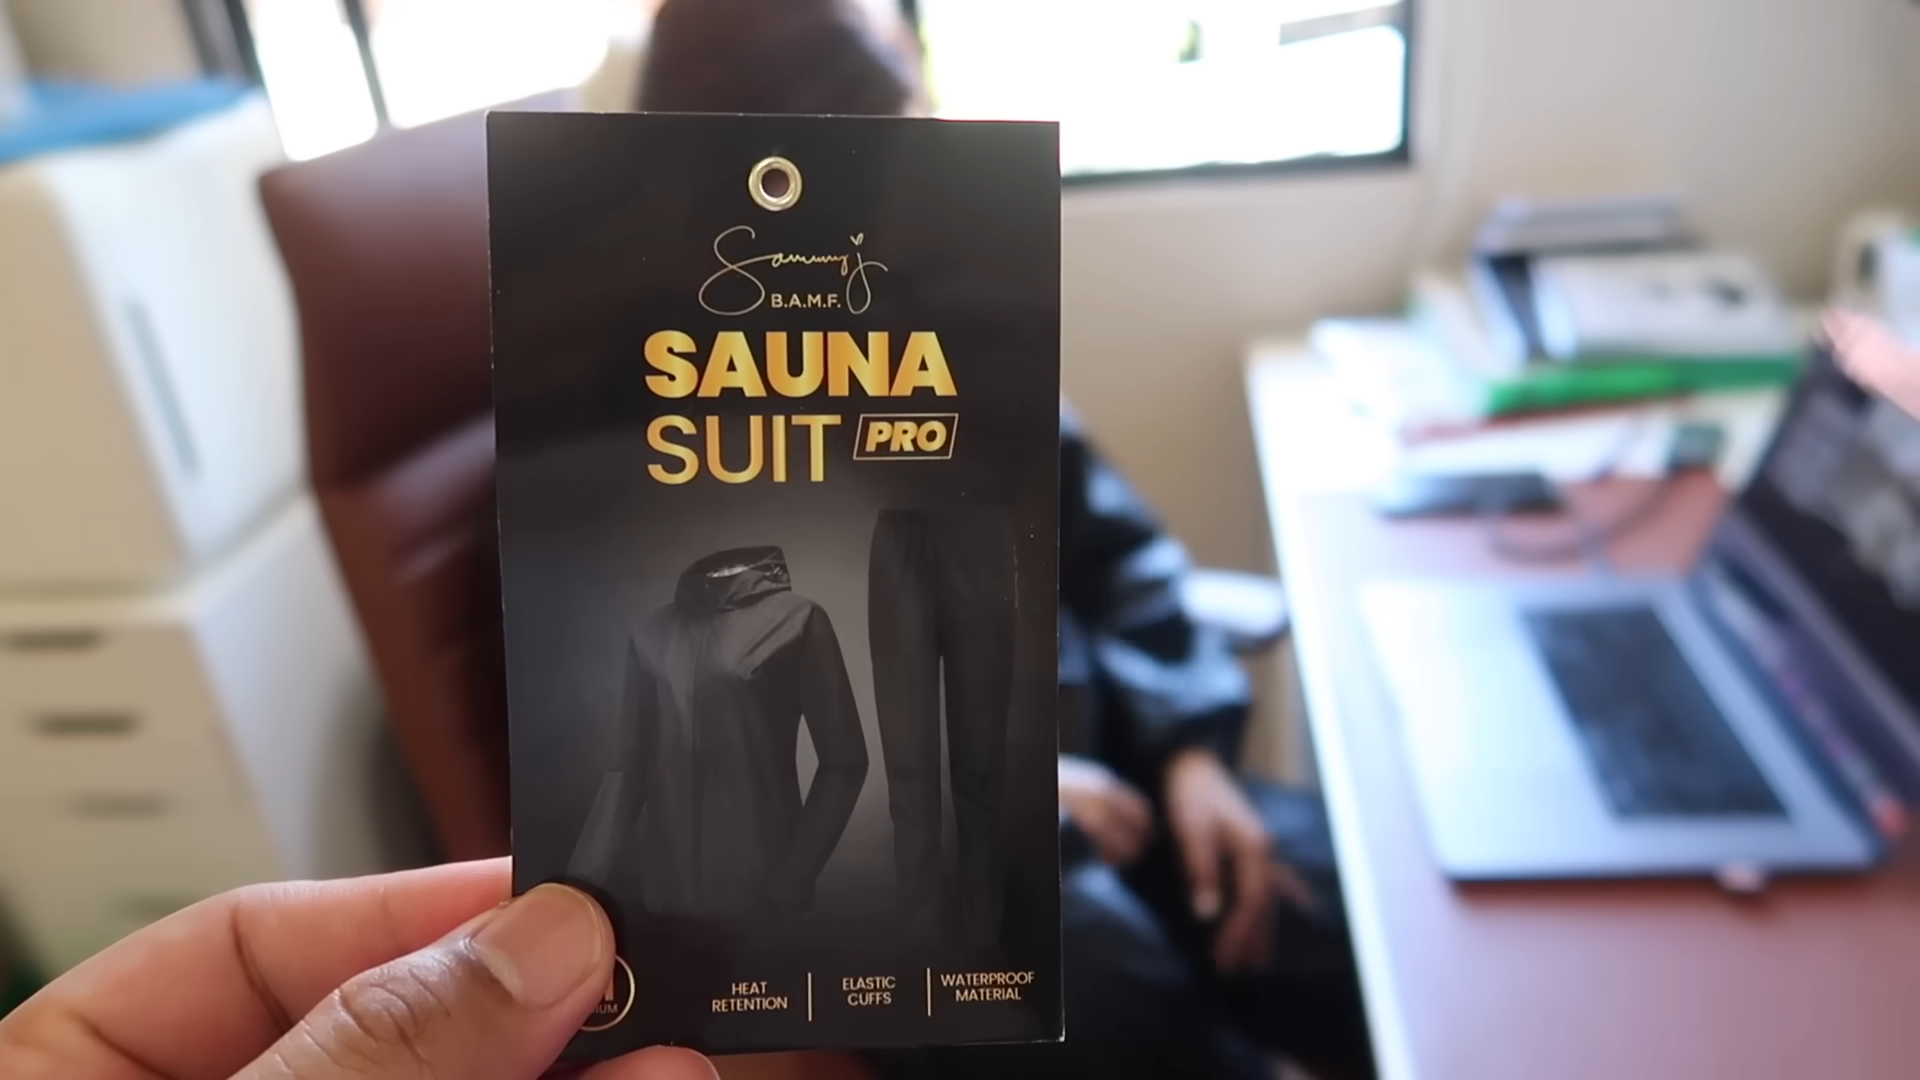 Sammy j
B.A.M.F.
SAUNA
SUIT PRO
HEAT
RETENTION
ELASTIC
CUFFS
WATERPROOF
MATERIAL